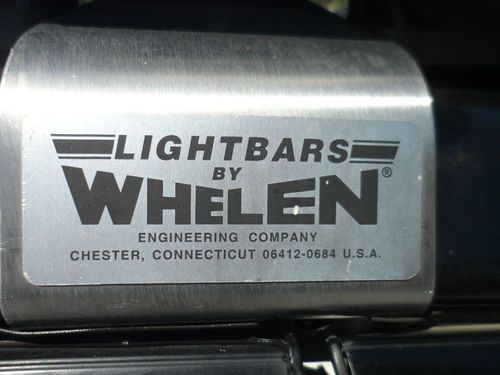 LIGHTBARS
BY
WHELEN®
ENGINEERING COMPANY
CHESTER, CONNECTICUT 06412-0684 U.S.A.